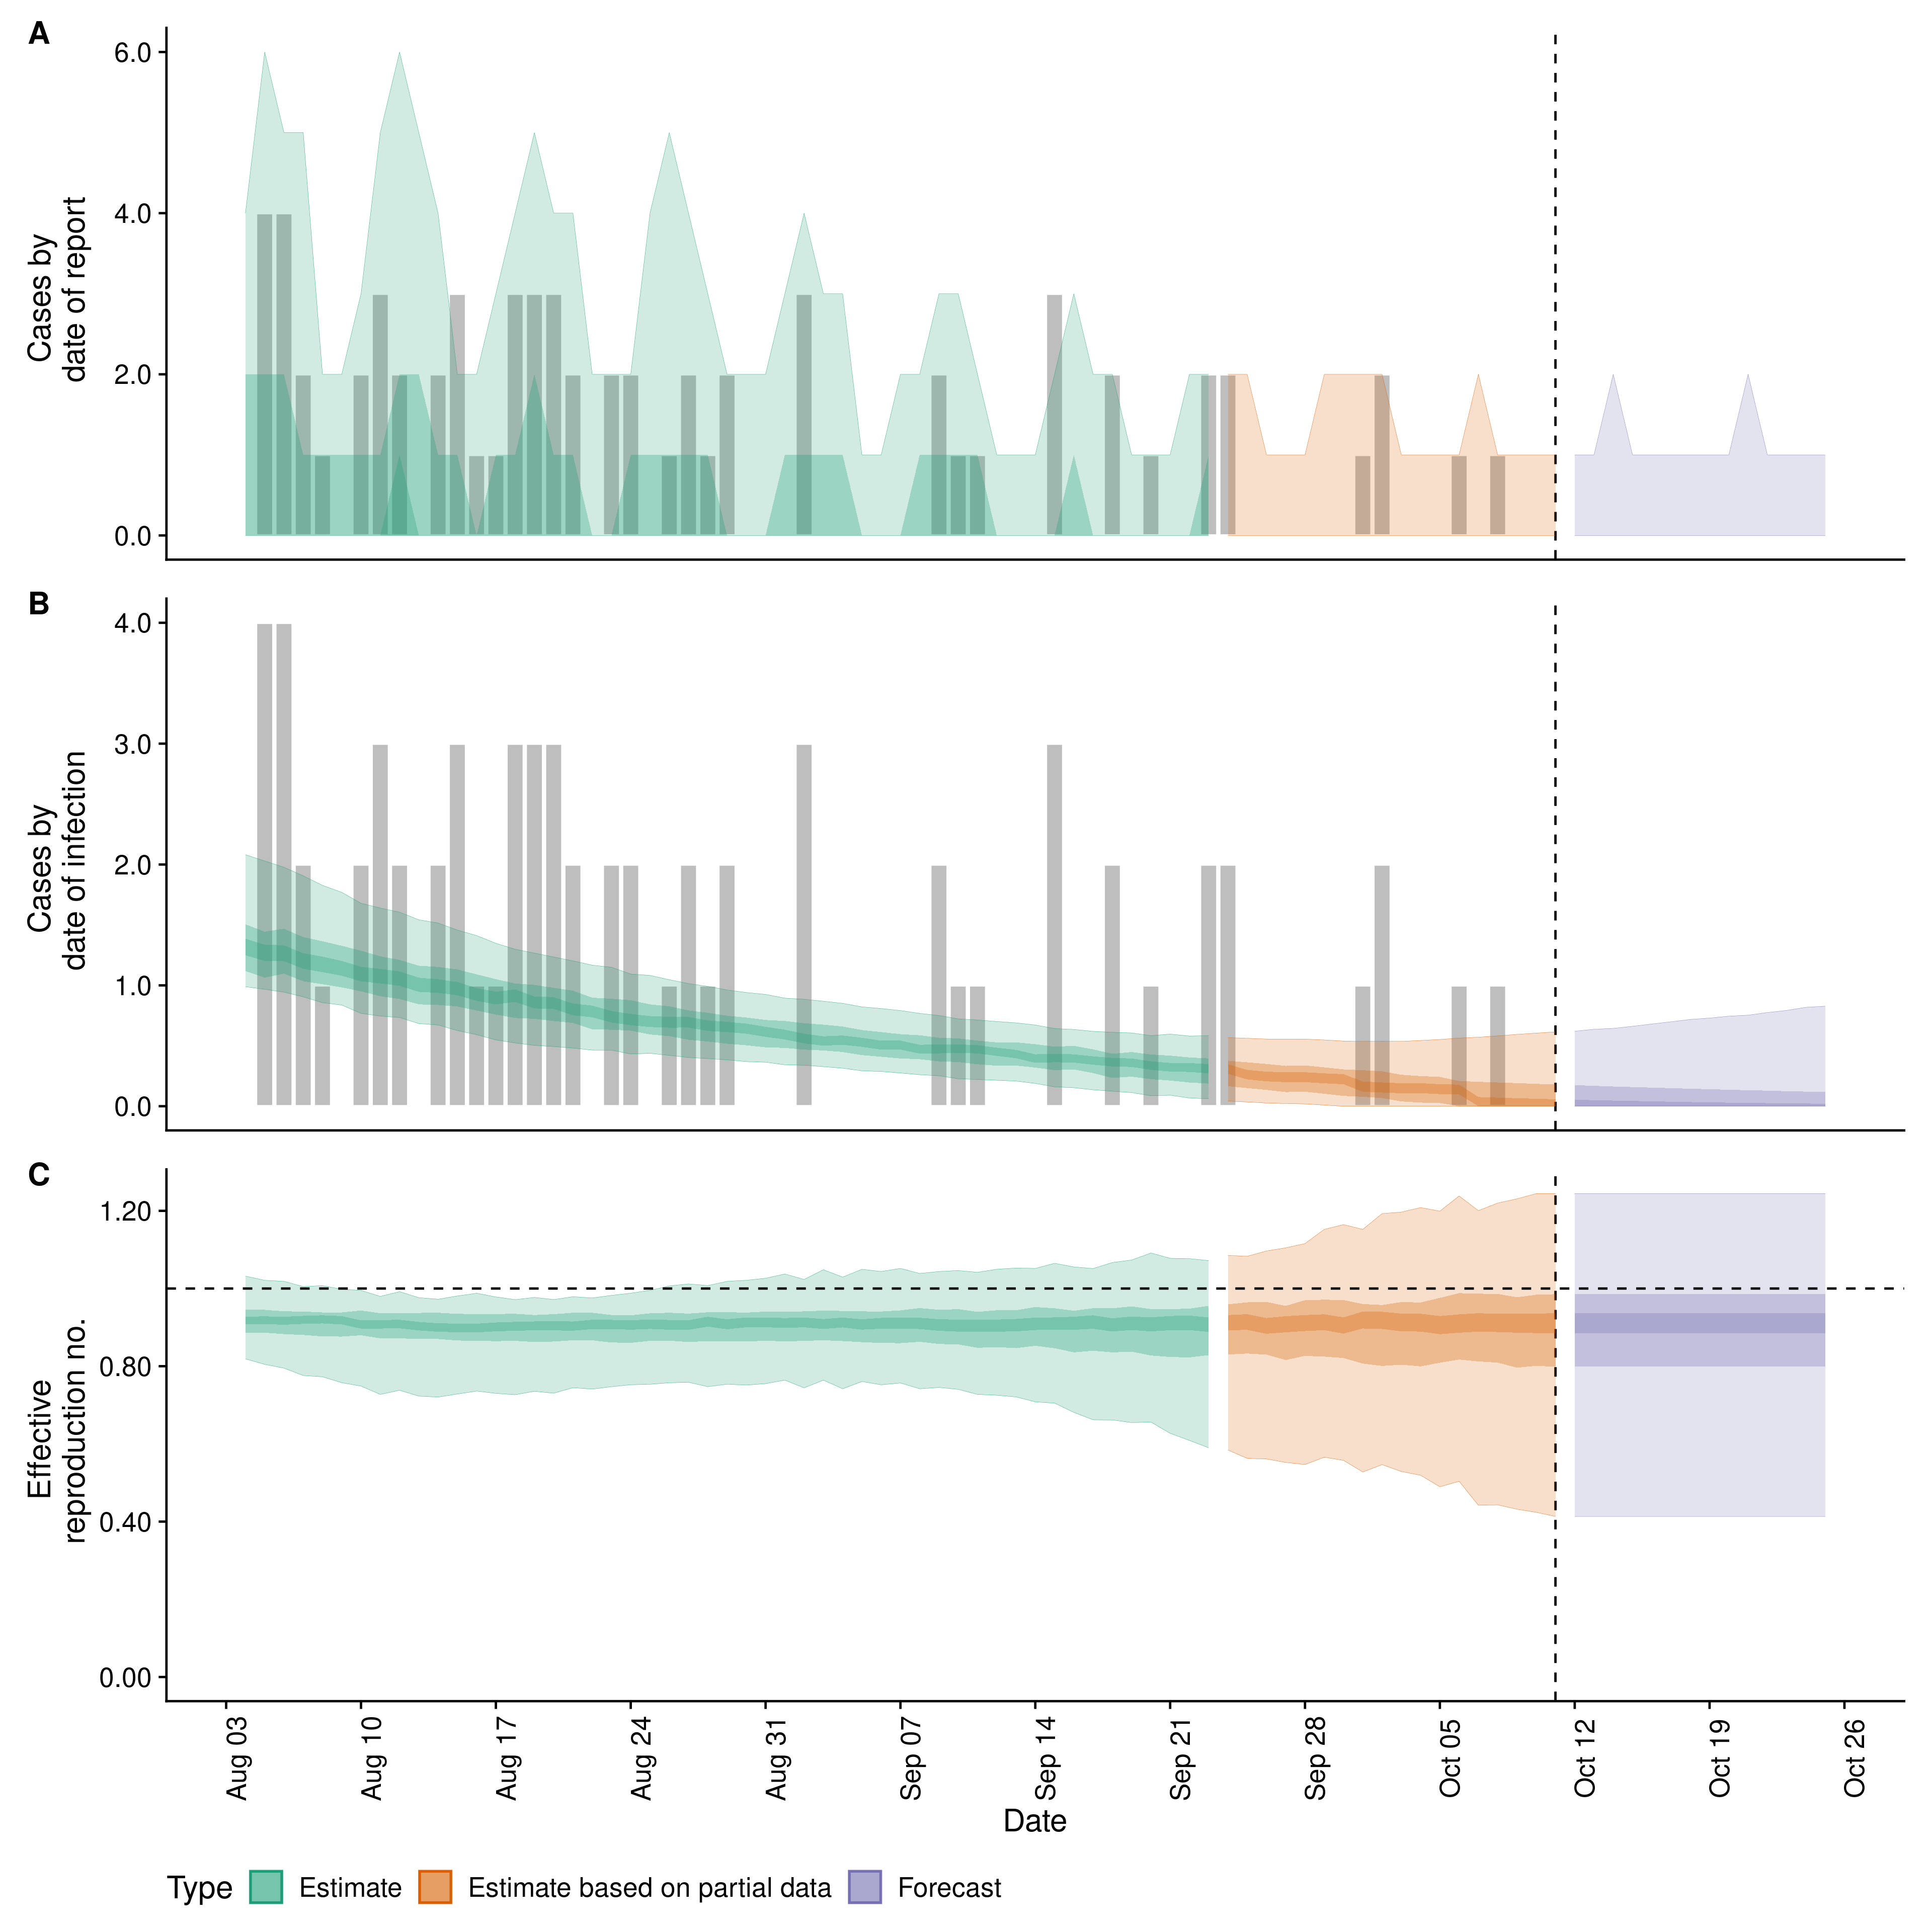 A
6.0
4.0
2.0
0.0
Cases by
date of report
B
4.0
3.0
2.0
1.0
0.0
Cases by
date of infection
C
1.20
0.80
0.40
0.00
Effective
reproduction no.
Aug 03
Aug 10
Aug 17
Aug 24
Aug 31
Sep 07
Sep 14
Sep 21
Sep 28
Oct 05
Oct 12
Oct 19
Oct 26
Date
Type Estimate Estimate based on partial data Forecast